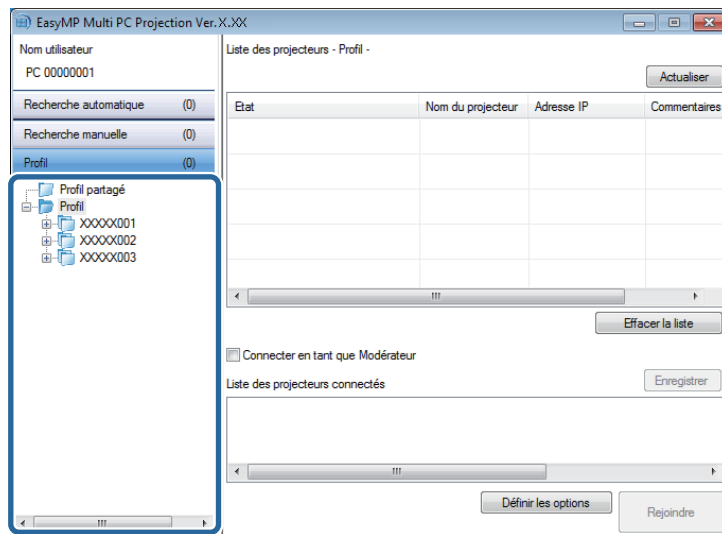 EasyMP Multi PC Projection Ver.X.XX
Nom utilisateur
PC 00000001
Recherche automatique (0)
Recherche manuelle (0)
Profil (0)
Profil partagé
Profil
XXXXX001
XXXXX002
XXXXX003
Liste des projecteurs - Profil -
Actualiser
Etat Nom du projecteur Adresse IP Commentaires
Effacer la liste
Connecter en tant que Modérateur
Liste des projecteurs connectés
Enregistrer
Définir les options
Rejoindre